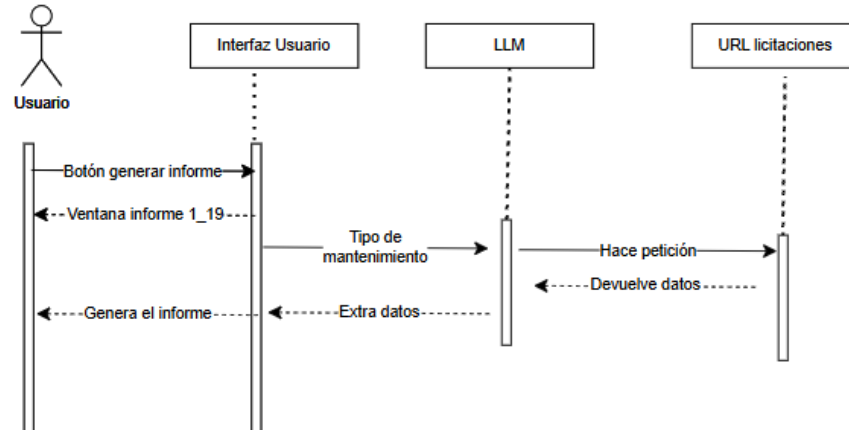 Interfaz Usuario
LLM
URL licitaciones
Usuario
Botón generar informe
Ventana informe 1_19
Tipo de
mantenimiento
Hace petición
Devuelve datos
Genera el informe
Extra datos